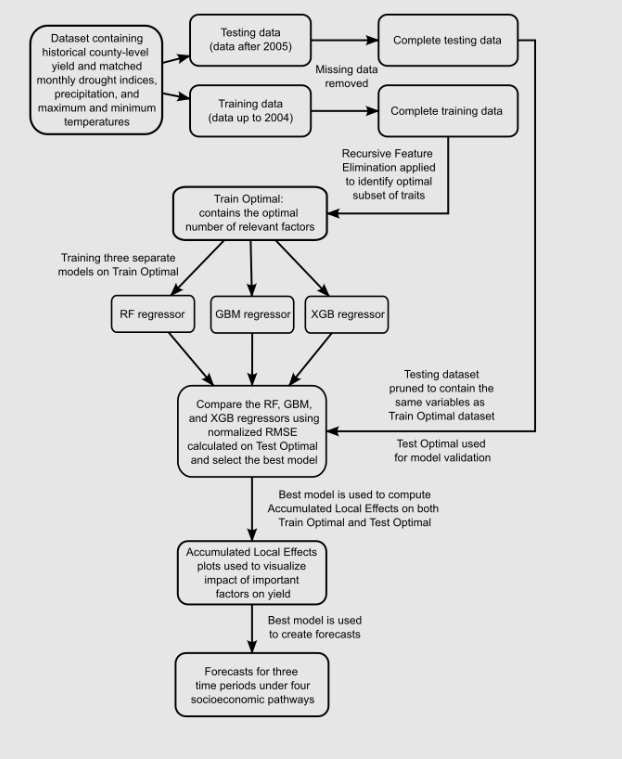 Dataset containing
historical county-level
yield and matched
monthly drought indices,
precipitation, and
maximum and minimum
temperatures
Testing data
(data after 2005)
Complete testing data
Missing data
removed
Training data
(data up to 2004)
Complete training data
Recursive Feature
Elimination applied
to identify optimal
subset of traits
Train Optimal:
contains the optimal
number of relevant factors
Training three separate
models on Train Optimal
RF regressor
GBM regressor
XGB regressor
Testing dataset
pruned to contain the
same variables as
Train Optimal dataset
Test Optimal used
for model validation
Compare the RF, GBM,
and XGB regressors using
normalized RMSE
calculated on Test Optimal
and select the best model
Best model is used to compute
Accumulated Local Effects on both
Train Optimal and Test Optimal
Accumulated Local Effects
plots used to visualize
impact of important
factors on yield
Best model is used
to create forecasts
Forecasts for three
time periods under four
socioeconomic pathways